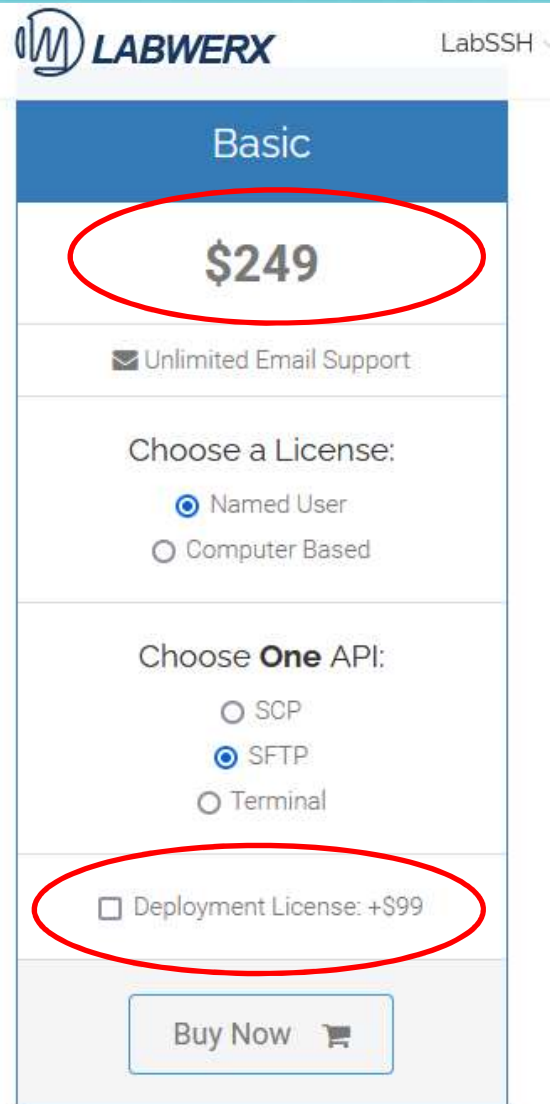 LABWERX
LabSSH
Basic
$249
Unlimited Email Support
Choose a License:
Named User
Computer Based
Choose One API:
SCP
SFTP
Terminal
Deployment License: +$99
Buy Now